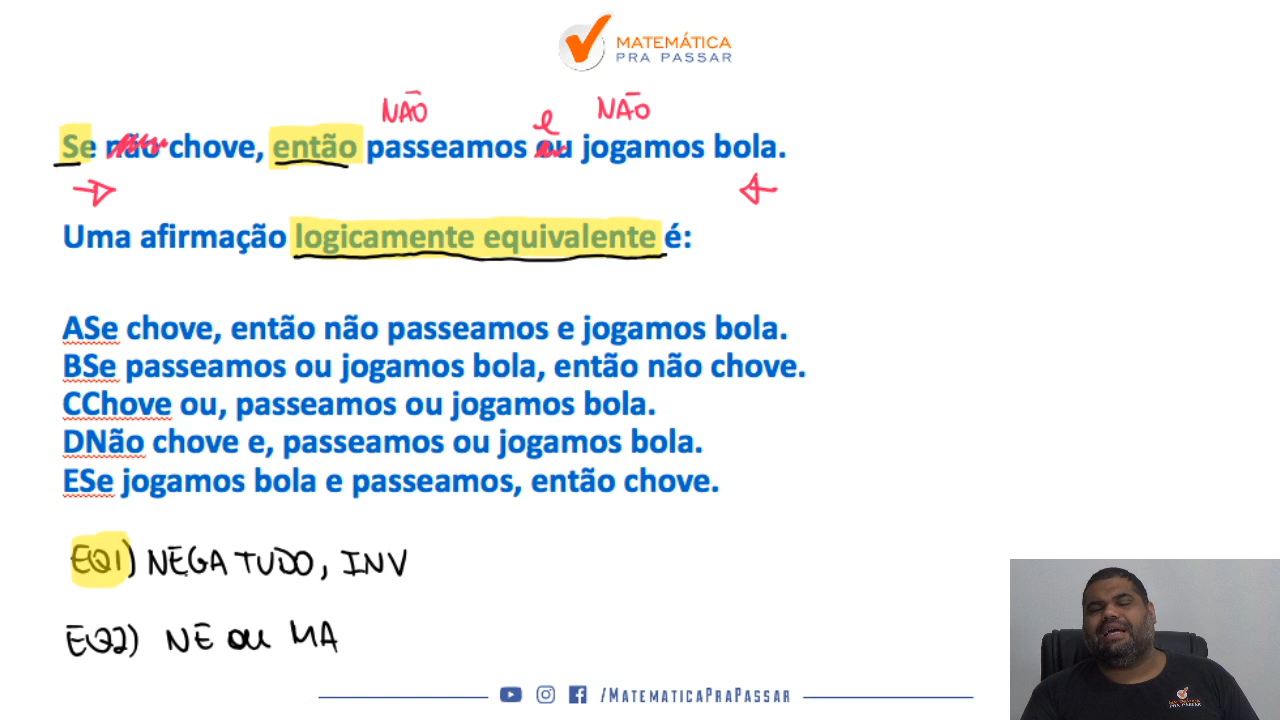 MATEMÁTICA
PRA PASSAR
NÃO e NÃO
Se não chove, então passeamos ou jogamos bola.
Uma afirmação logicamente equivalente é:
ASe chove, então não passeamos e jogamos bola.
BSe passeamos ou jogamos bola, então não chove.
CChove ou, passeamos ou jogamos bola.
DNão chove e, passeamos ou jogamos bola.
ESe jogamos bola e passeamos, então chove.
EQ1) NEGA TUDO, INV
EQ2) NE ou MA
/MATEMATICAPRAPASSAR